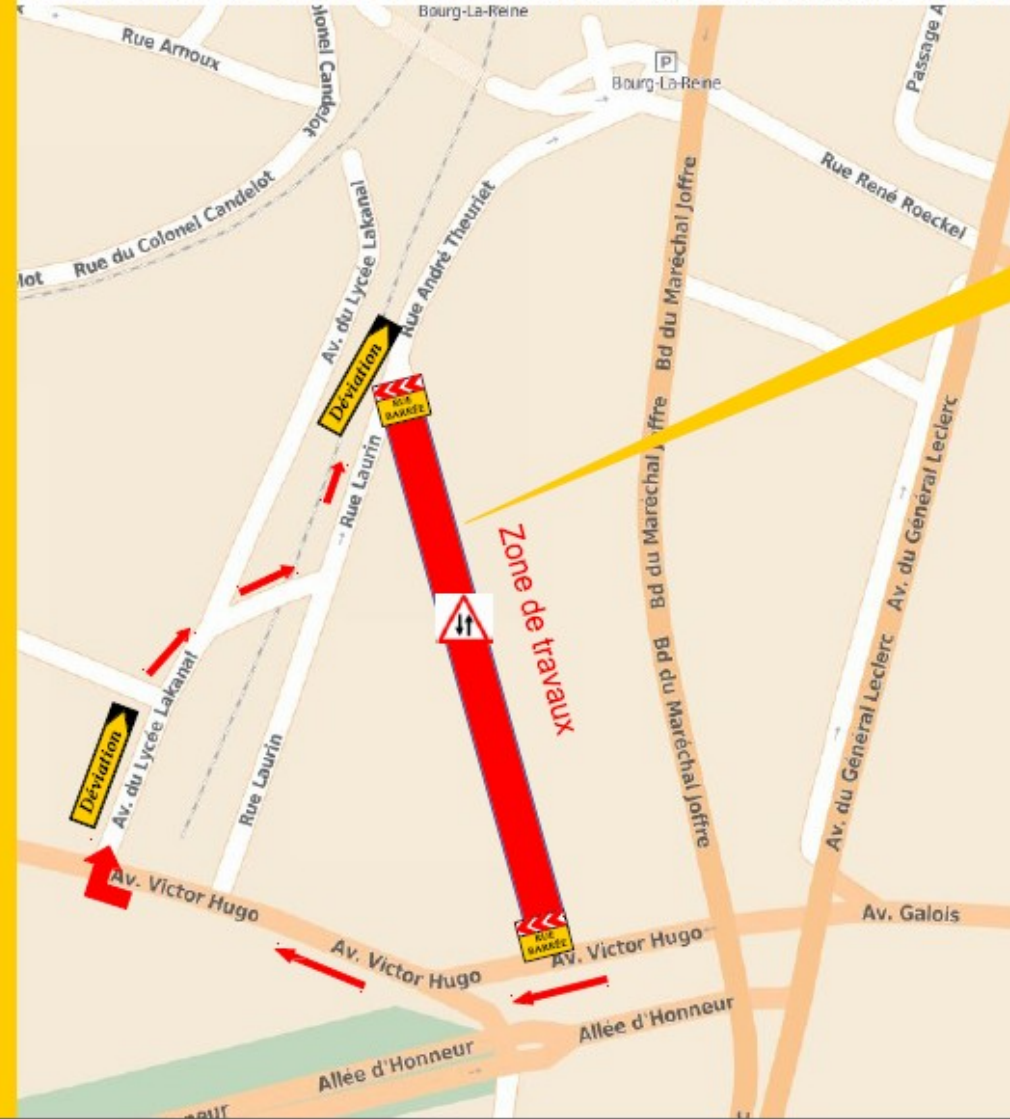 Bourg-La-Reine
Rue Arnoux
olonel Candelot
P
Bourg-La-Reine
Passage A
Rue René Roeckel
Rue du Colonel Candelot
lot
Av. du Lycée Lakanal
Rue André Theuriet
Bd du Maréchal Joffre
Déviation
RUE
BARRÉE
Rue Laurin
Bd du Maréchal Joffre
Av. du Général Leclerc
Zone de travaux
Av. du Lycée Lakanal
Déviation
Rue Laurin
Bd du Maréchal Joffre
Av. du Général Leclerc
Av. Victor Hugo
Av. Victor Hugo
RUE
BARRÉE
Av. Victor Hugo
Av. Galois
Allée d'Honneur
Allée d'Honneur
neur